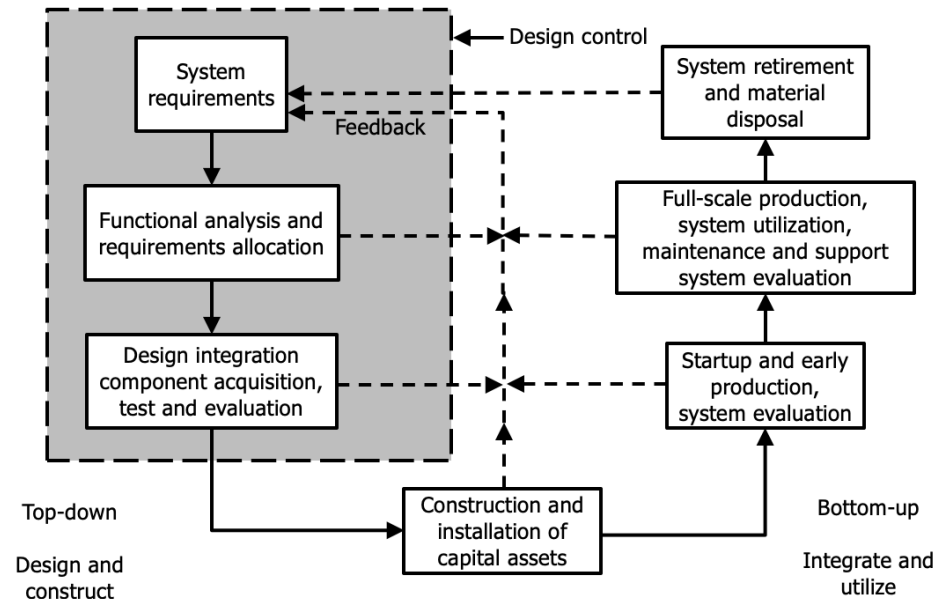 Design control
System
requirements
System retirement
and material
disposal
Feedback
Functional analysis and
requirements allocation
Full-scale production,
system utilization,
maintenance and support
system evaluation
Design integration
component acquisition,
test and evaluation
Startup and early
production,
system evaluation
Top-down
Design and
construct
Construction and
installation of
capital assets
Bottom-up
Integrate and
utilize